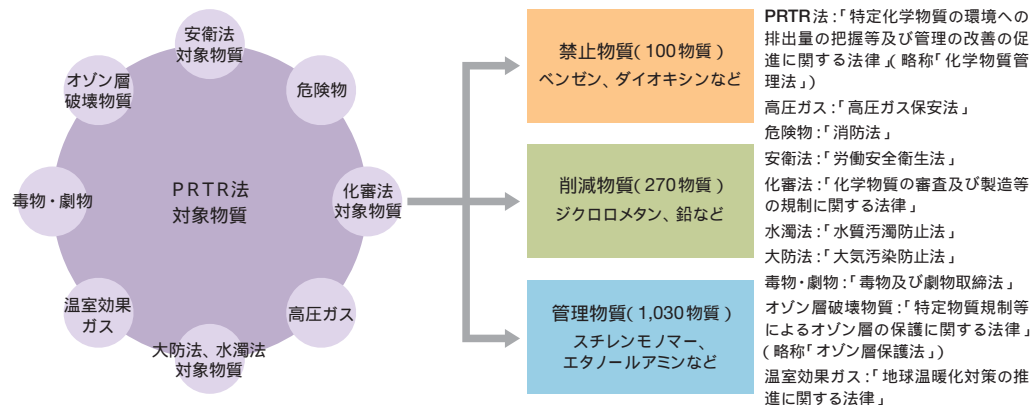 安衛法
対象物質
オゾン層
破壊物質
危険物
毒物・劇物
PRTR法
対象物質
化審法
対象物質
温室効果
ガス
高圧ガス
大防法、水濁法
対象物質
禁止物質(100物質)
ベンゼン、ダイオキシンなど
削減物質(270物質)
ジクロロメタン、鉛など
管理物質(1,030物質)
スチレンモノマー、
エタノールアミンなど
PRTR法:「特定化学物質の環境への
排出量の把握等及び管理の改善の促
進に関する法律」(略称「化学物質管
理法」)
高圧ガス:「高圧ガス保安法」
危険物:「消防法」
安衛法:「労働安全衛生法」
化審法:「化学物質の審査及び製造等
の規制に関する法律」
水濁法:「水質汚濁防止法」
大防法:「大気汚染防止法」
毒物・劇物:「毒物及び劇物取締法」
オゾン層破壊物質:「特定物質規制等
によるオゾン層の保護に関する法律」
(略称「オゾン層保護法」)
温室効果ガス:「地球温暖化対策の推
進に関する法律」